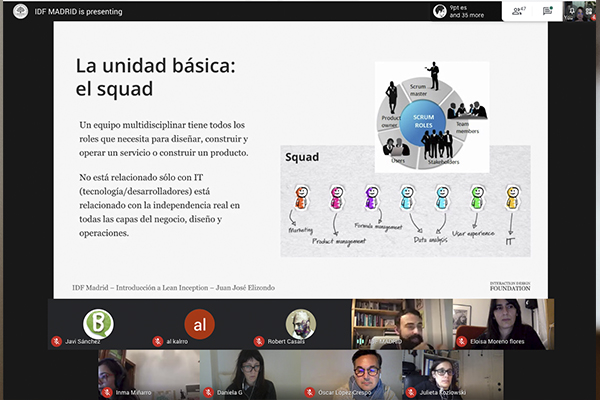 IDF MADRID is presenting
9pt es
and 35 more
47
La unidad básica:
el squad
Un equipo multidisciplinar tiene todos los
roles que necesita para diseñar, construir y
operar un servicio o construir un producto.
No está relacionado sólo con IT
(tecnología/desarrolladores) está
relacionado con la independencia real en
todas las capas del negocio, diseño y
operaciones.
Scrum
master
Product
owner
SCRUM
ROLES
Team
members
Users
Stakeholders
Squad
Marketing
Product management
Formula management
Data analysis
User experience
IT
IDF Madrid – Introducción a Lean Inception – Juan José Elizondo
INTERACTION DESIGN
FOUNDATION
B
al
Javi Sánchez
al kairro
Robert Casals
IDF MADRID
Eloisa Moreno flores
Inma Miñarro
Daniela G
Oscar López Crespo
Julieta Kozlowski